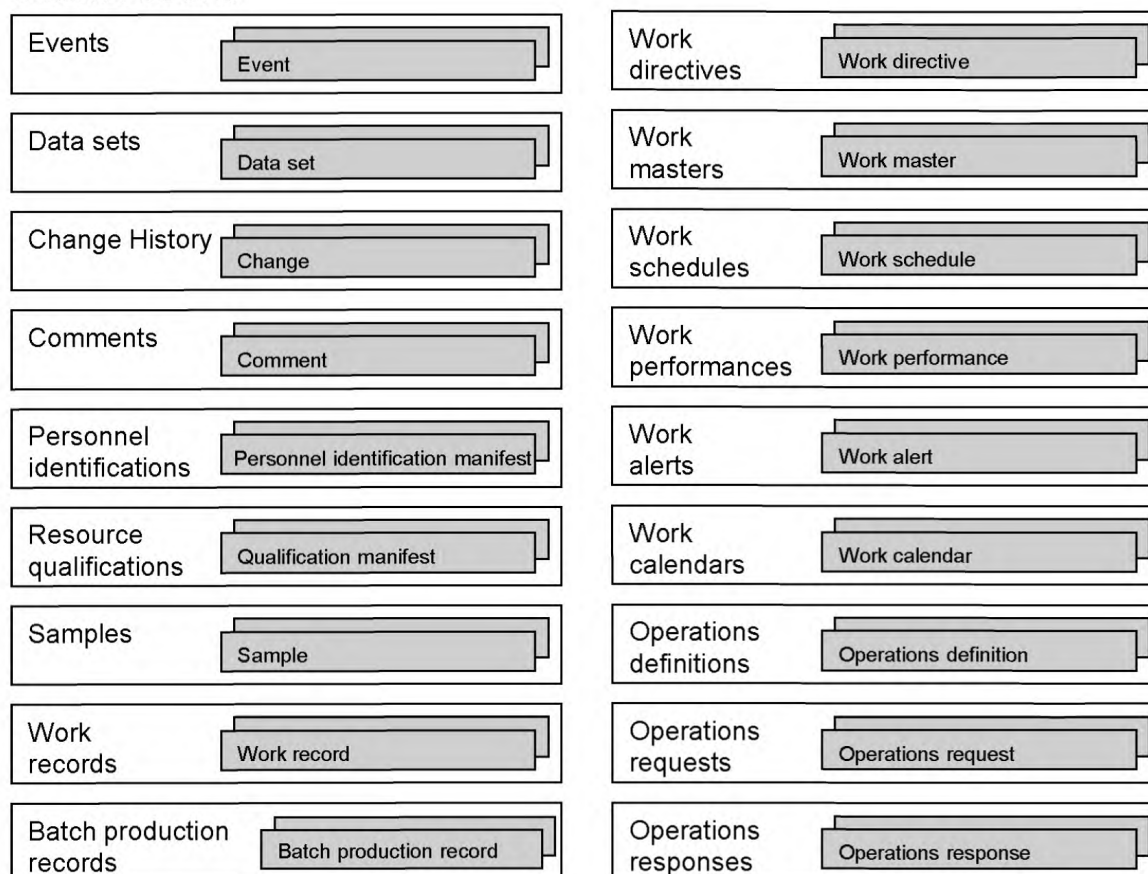 Events
Event
Data sets
Data set
Change History
Change
Comments
Comment
Personnel
identifications
Personnel identification manifest
Resource
qualifications
Qualification manifest
Samples
Sample
Work
records
Work record
Batch production
records
Batch production record
Work
directives
Work directive
Work
masters
Work master
Work
schedules
Work schedule
Work
performances
Work performance
Work
alerts
Work alert
Work
calendars
Work calendar
Operations
definitions
Operations definition
Operations
requests
Operations request
Operations
responses
Operations response